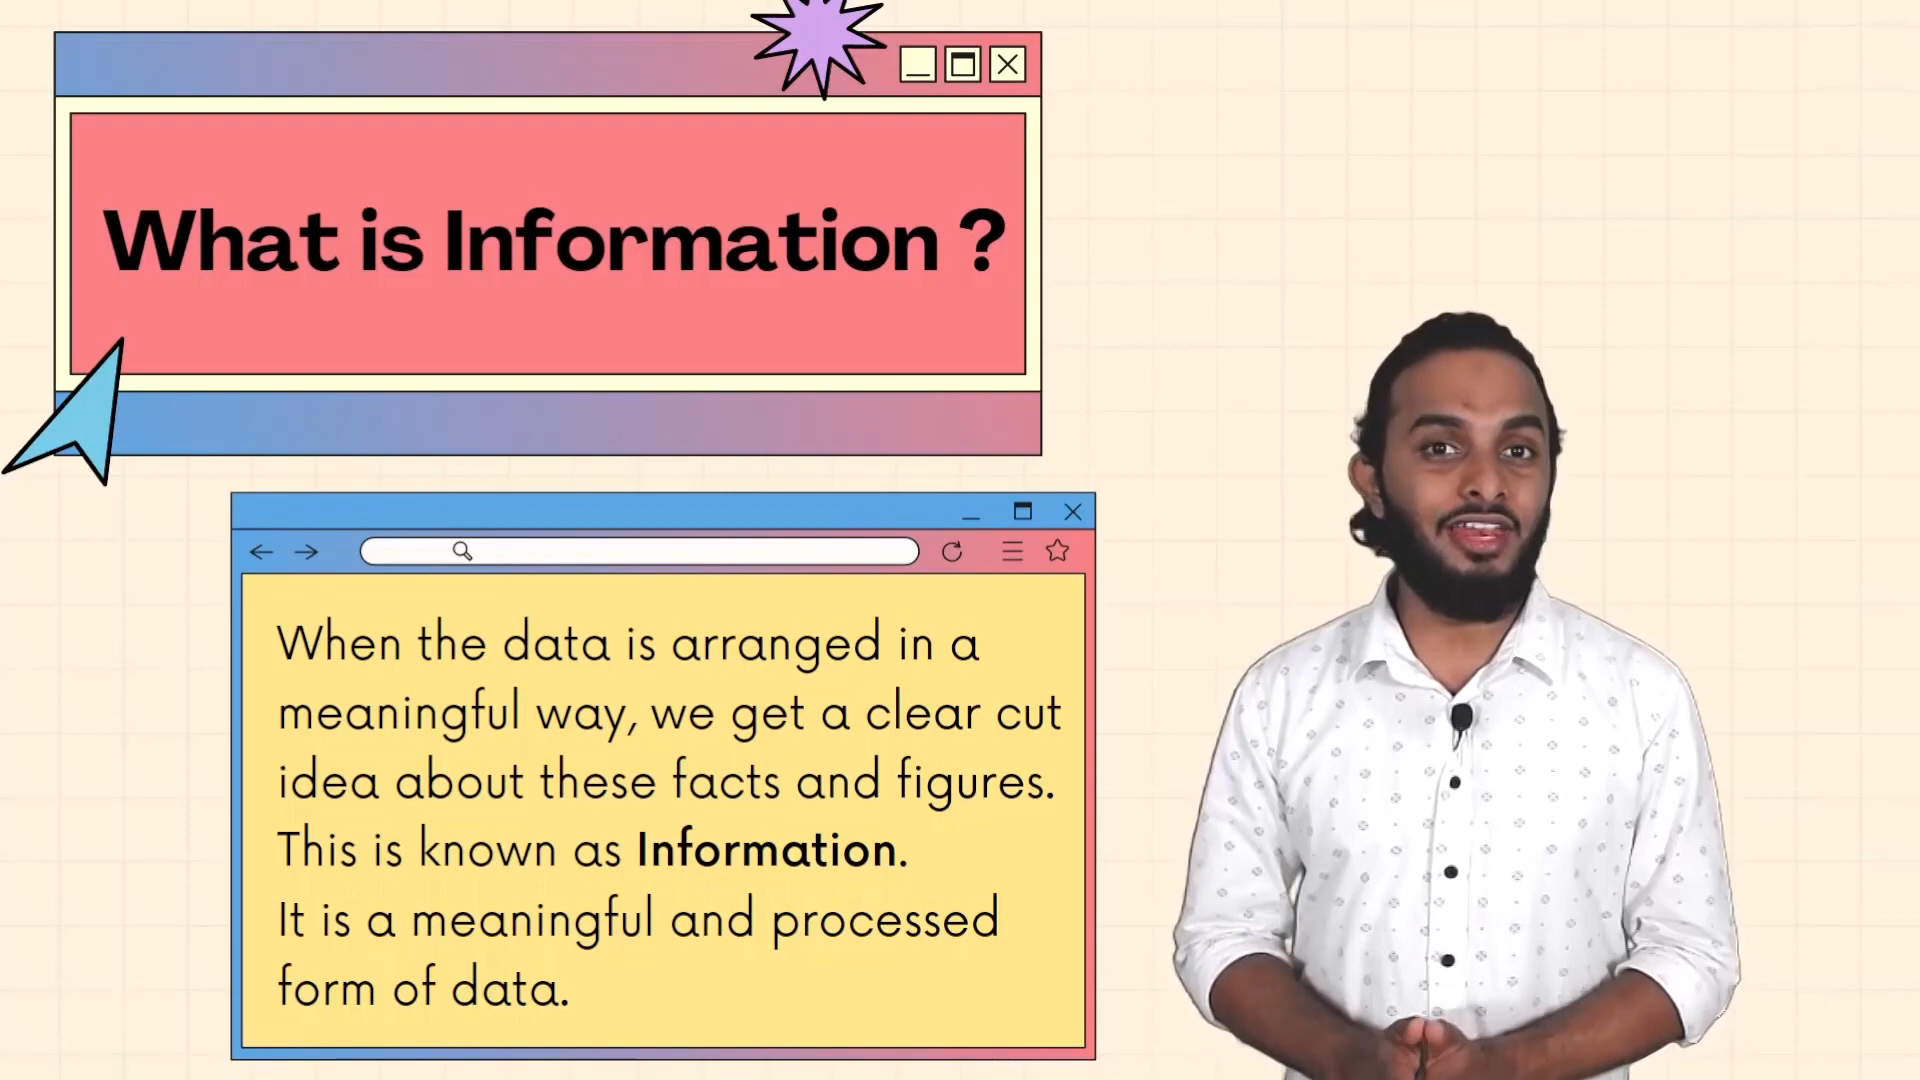 What is Information ?
When the data is arranged in a
meaningful way, we get a clear cut
idea about these facts and figures.
This is known as Information.
It is a meaningful and processed
form of data.